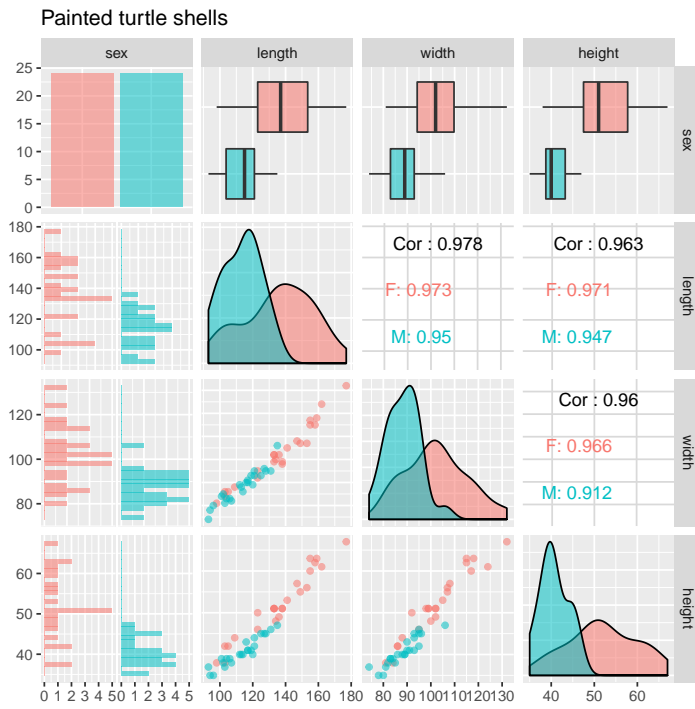 Painted turtle shells
sex length width height
25
20
15
10
5
0
sex
180
160
140
120
100
Cor : 0.978
F: 0.973
M: 0.95
Cor : 0.963
F: 0.971
M: 0.947
length
120
100
80
Cor : 0.96
F: 0.966
M: 0.912
width
60
50
40
height
0 1 2 3 4 5 0 1 2 3 4 5 100 120 140 160 180 80 90 100 110 120 130 40 50 60